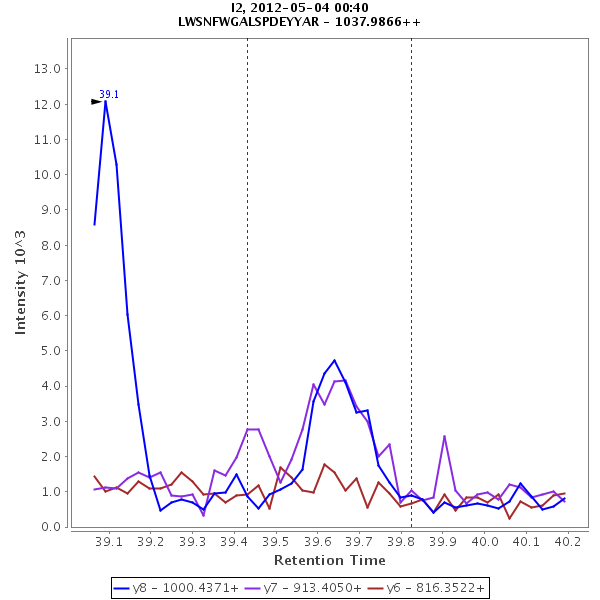 I2, 2012-05-04 00:40
LWSNFWGALSPDEYYAR - 1037.9866++
13.0
12.0
11.0
10.0
9.0
8.0
7.0
6.0
5.0
4.0
3.0
2.0
1.0
0.0
Intensity 10^3
39.1
39.1 39.2 39.3 39.4 39.5 39.6 39.7 39.8 39.9 40.0 40.1 40.2
Retention Time
y8 - 1000.4371+ y7 - 913.4050+ y6 - 816.3522+